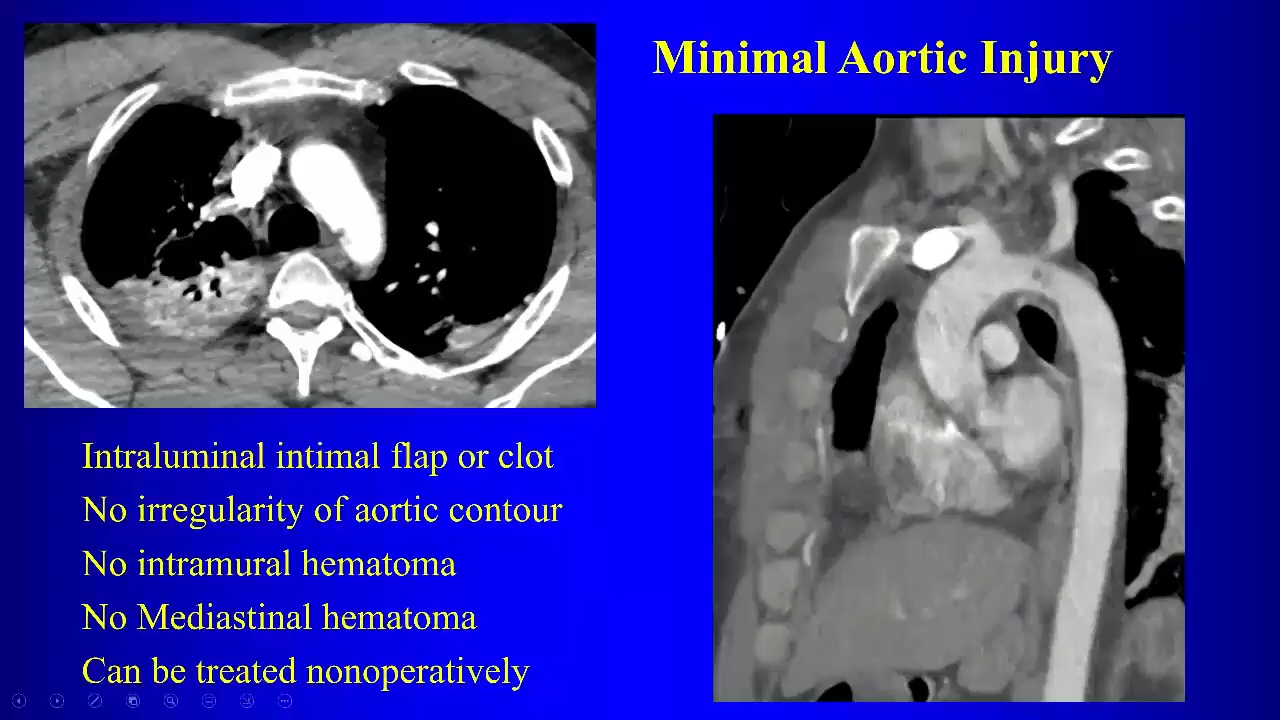 Minimal Aortic Injury
Intraluminal intimal flap or clot
No irregularity of aortic contour
No intramural hematoma
No Mediastinal hematoma
Can be treated nonoperatively